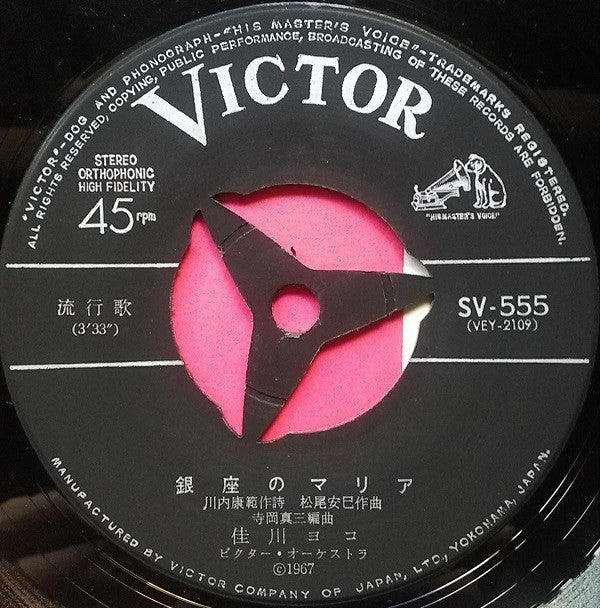 "VICTOR"-DOG AND PHONOGRAPH-"HIS MASTER'S VOICE"-TRADEMARKS REGISTERED.
ALL RIGHTS RESERVED, COPYING, PUBLIC PERFORMANCE, BROADCASTING OF THESE RECORDS ARE FORBIDDEN.
VICTOR
STEREO
ORTHOPHONIC
HIGH FIDELITY
45 rpm
"HIS MASTER'S VOICE"
流行歌
(3'33")
SV-555
(VEY-2109)
銀座のマリア
川内康範作詩 松尾安巳作曲
寺岡真三編曲
佳川ヨコ
ビクター・オーケストラ
©1967
MANUFACTURED BY VICTOR COMPANY OF JAPAN, LTD., YOKOHAMA, JAPAN.